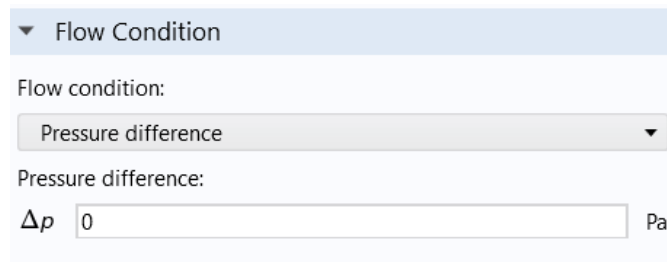 Flow Condition
Flow condition:
Pressure difference
Pressure difference:
Δp 0 Pa